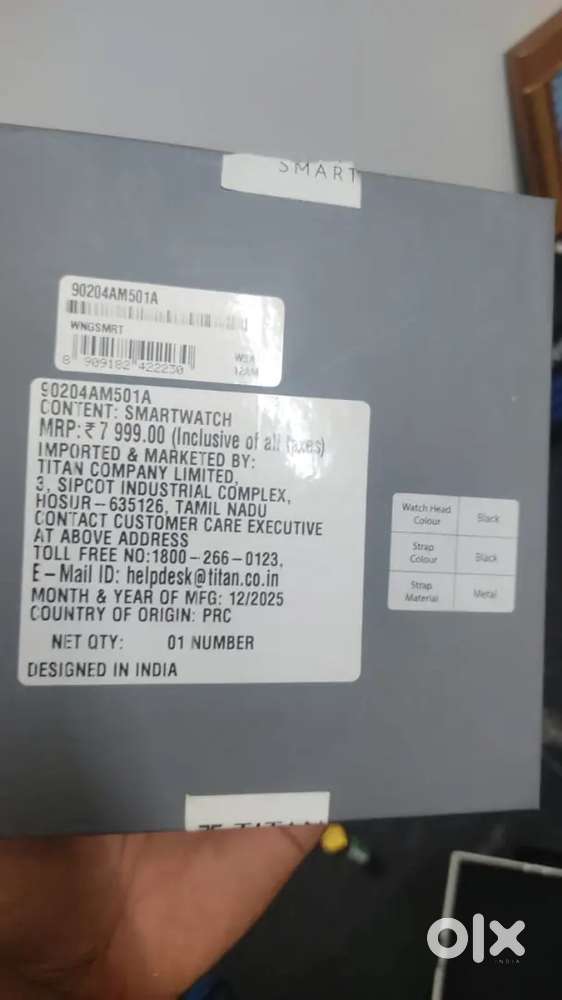 SMART
90204AM501A
WNGSMRT
8 909182 422230
12AM
90204AM501A
CONTENT: SMARTWATCH
MRP: ₹ 7 999.00 (Inclusive of all taxes)
IMPORTED & MARKETED BY:
TITAN COMPANY LIMITED,
3, SIPCOT INDUSTRIAL COMPLEX,
HOSUR – 635126, TAMIL NADU
CONTACT CUSTOMER CARE EXECUTIVE
AT ABOVE ADDRESS
TOLL FREE NO:1800 – 266 – 0123,
E – Mail ID: helpdesk@titan.co.in
MONTH & YEAR OF MFG: 12/2025
COUNTRY OF ORIGIN: PRC
NET QTY: 01 NUMBER
DESIGNED IN INDIA
Watch Head Colour Black
Strap Colour Black
Strap Material Metal
TITAN
olx
INDIA